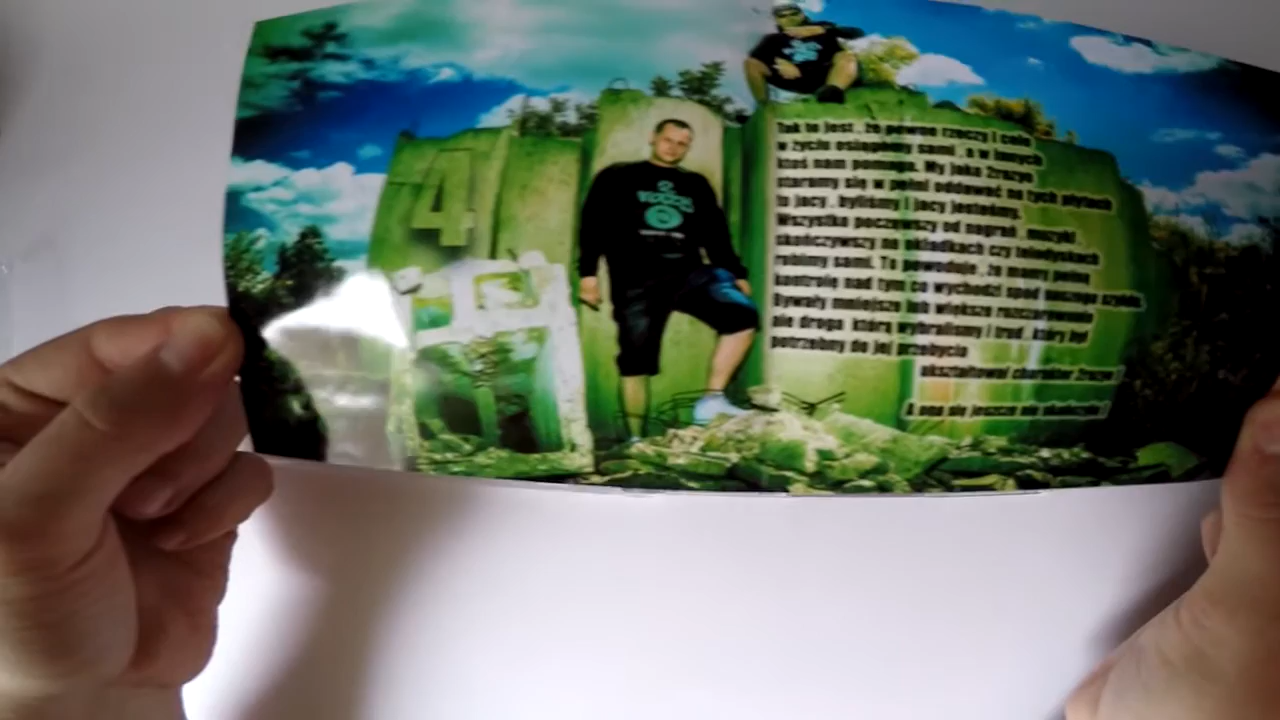 4
Tak to jest , że pewne rzeczy i cele
w życiu osiągamy sami , a w innych
ktoś nam pomaga. My jako 2razye
staramy się w pełni oddawać na tych płytach
to jacy , byliśmy i jacy jesteśmy.
Wszystko począwszy od nagrań , muzyki ,
skończywszy na okładkach czy teledyskach
robimy sami. To powoduje , że mamy pełną
kontrolę nad tym co wychodzi spod naszego szyldu.
Bywały mniejsze lub większe rozczarowania
ale droga którą wybraliśmy i trud , który był
potrzebny do jej przebycia
ukształtował charakter 2razye !
A ona się jeszcze nie skończyła !